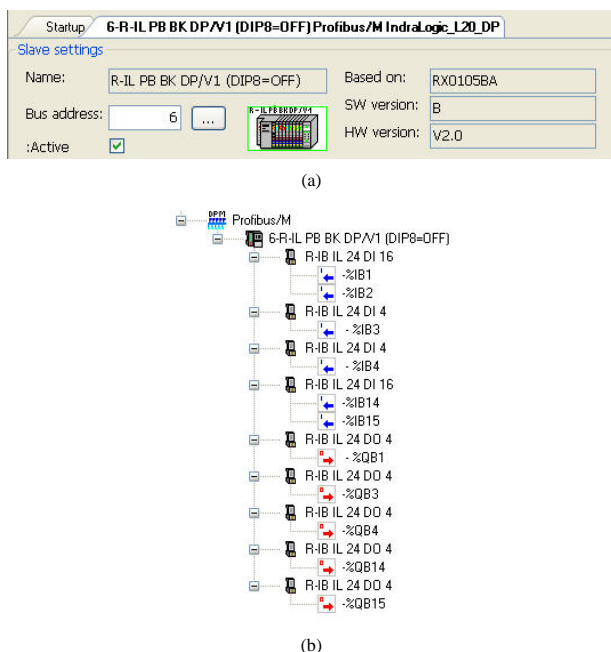 Startup 6-R-IL PB BK DP/V1 (DIP8=OFF) Profibus/M IndraLogic_L20_DP
Slave settings
Name: R-IL PB BK DP/V1 (DIP8=OFF) Based on: RX0105BA
Bus address: 6 ... R-ILPBBKDP/V1 SW version: B
:Active HW version: V2.0
(a)
DPM Profibus/M
6-R-IL PB BK DP/V1 (DIP8=OFF)
R-IB IL 24 DI 16
-%IB1
-%IB2
R-IB IL 24 DI 4
- %IB3
R-IB IL 24 DI 4
- %IB4
R-IB IL 24 DI 16
-%IB14
-%IB15
R-IB IL 24 DO 4
- %QB1
R-IB IL 24 DO 4
-%QB3
R-IB IL 24 DO 4
-%QB4
R-IB IL 24 DO 4
-%QB14
R-IB IL 24 DO 4
-%QB15
(b)